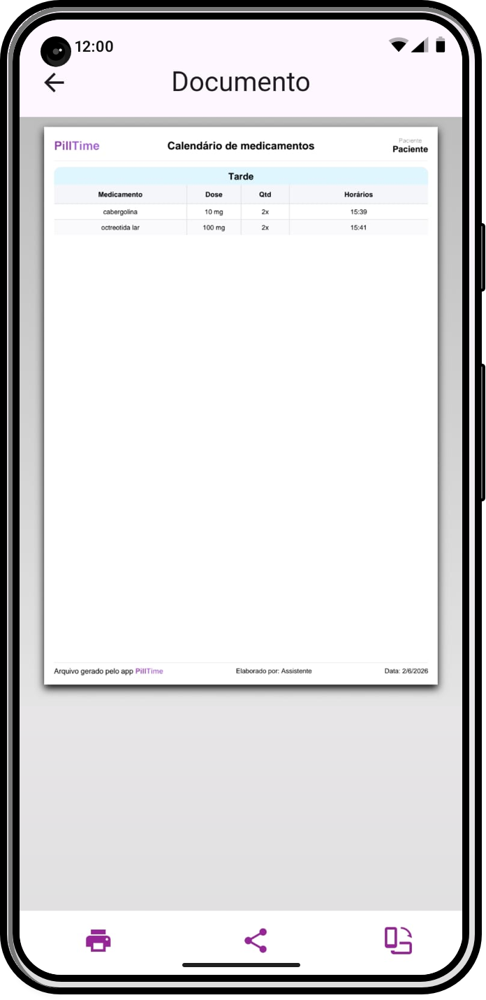 12:00
Documento
PillTime
Calendário de medicamentos
Paciente
Paciente
Tarde
Medicamento Dose Qtd Horários
cabergolina 10 mg 2x 15:39
octreotida lar 100 mg 2x 15:41
Arquivo gerado pelo app PillTime Elaborado por: Assistente Data: 2/6/2026